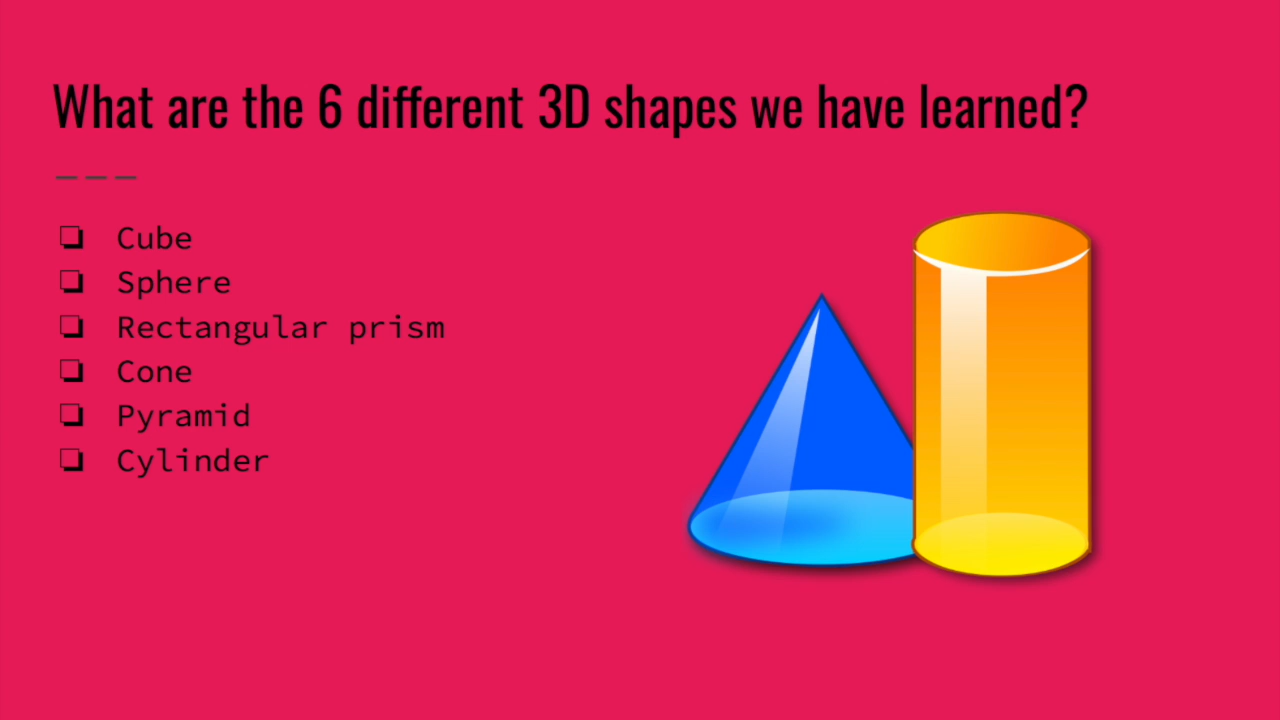 What are the 6 different 3D shapes we have learned?
❏ Cube
❏ Sphere
❏ Rectangular prism
❏ Cone
❏ Pyramid
❏ Cylinder